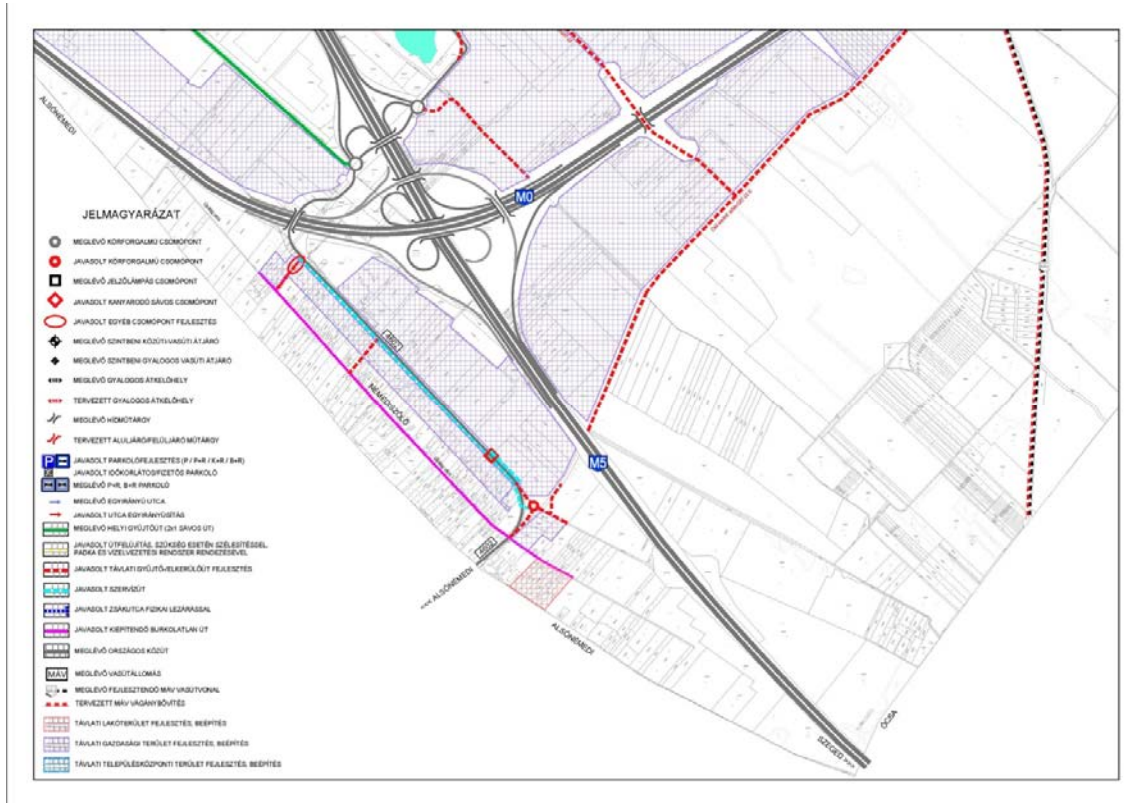 ALSÓNÉMEDI
M0
JELMAGYARÁZAT
MEGLÉVŐ KÖRFORGALMÚ CSOMÓPONT
JAVASOLT KÖRFORGALMÚ CSOMÓPONT
MEGLÉVŐ JELZŐLÁMPÁS CSOMÓPONT
JAVASOLT KANYARODÓ SÁVOS CSOMÓPONT
JAVASOLT EGYÉB CSOMÓPONT FEJLESZTÉS
MEGLÉVŐ SZINTBENI KÖZÚTI-VASÚTI ÁTJÁRÓ
MEGLÉVŐ SZINTBENI GYALOGOS VASÚTI ÁTJÁRÓ
MEGLÉVŐ GYALOGOS ÁTKELŐHELY
TERVEZETT GYALOGOS ÁTKELŐHELY
MEGLÉVŐ HÍDMŰTÁRGY
TERVEZETT ALULJÁRÓ/FELÜLJÁRÓ MŰTÁRGY
P JAVASOLT PARKOLÓFEJLESZTÉS (P / P+R / K+R / B+R)
JAVASOLT IDŐKORLÁTOS/FIZETŐS PARKOLÓ
MEGLÉVŐ P+R, B+R PARKOLÓ
MEGLÉVŐ EGYIRÁNYÚ UTCA
JAVASOLT UTCA EGYIRÁNYÚSÍTÁS
MEGLÉVŐ HELYI GYŰJTŐÚT (2x1 SÁVOS ÚT)
JAVASOLT ÚTFELÚJÍTÁS, SZÜKSÉG ESETÉN SZÉLESÍTÉSSEL,
PADKA ÉS VÍZELVEZETÉSI RENDSZER RENDEZÉSÉVEL
JAVASOLT TÁVLATI GYŰJTŐ/ELKERÜLŐÚT FEJLESZTÉS
JAVASOLT SZERVIZÚT
JAVASOLT ZSÁKUTCA FIZIKAI LEZÁRÁSSAL
JAVASOLT KIÉPÍTENDŐ BURKOLATLAN ÚT
MEGLÉVŐ ORSZÁGOS KÖZÚT
MÁV MEGLÉVŐ VASÚTÁLLOMÁS
MEGLÉVŐ FEJLESZTENDŐ MÁV VASÚTVONAL
TERVEZETT MÁV VÁGÁNYBŐVÍTÉS
TÁVLATI LAKÓTERÜLET FEJLESZTÉS, BEÉPÍTÉS
TÁVLATI GAZDASÁGI TERÜLET FEJLESZTÉS, BEÉPÍTÉS
TÁVLATI TELEPÜLÉSKÖZPONTI TERÜLET FEJLESZTÉS, BEÉPÍTÉS
4602
NÉMEDI-SZŐLŐ
M5
4602
<<< ALSÓNÉMEDI
ALSÓNÉMEDI
ÓCSA
SZEGED >>>